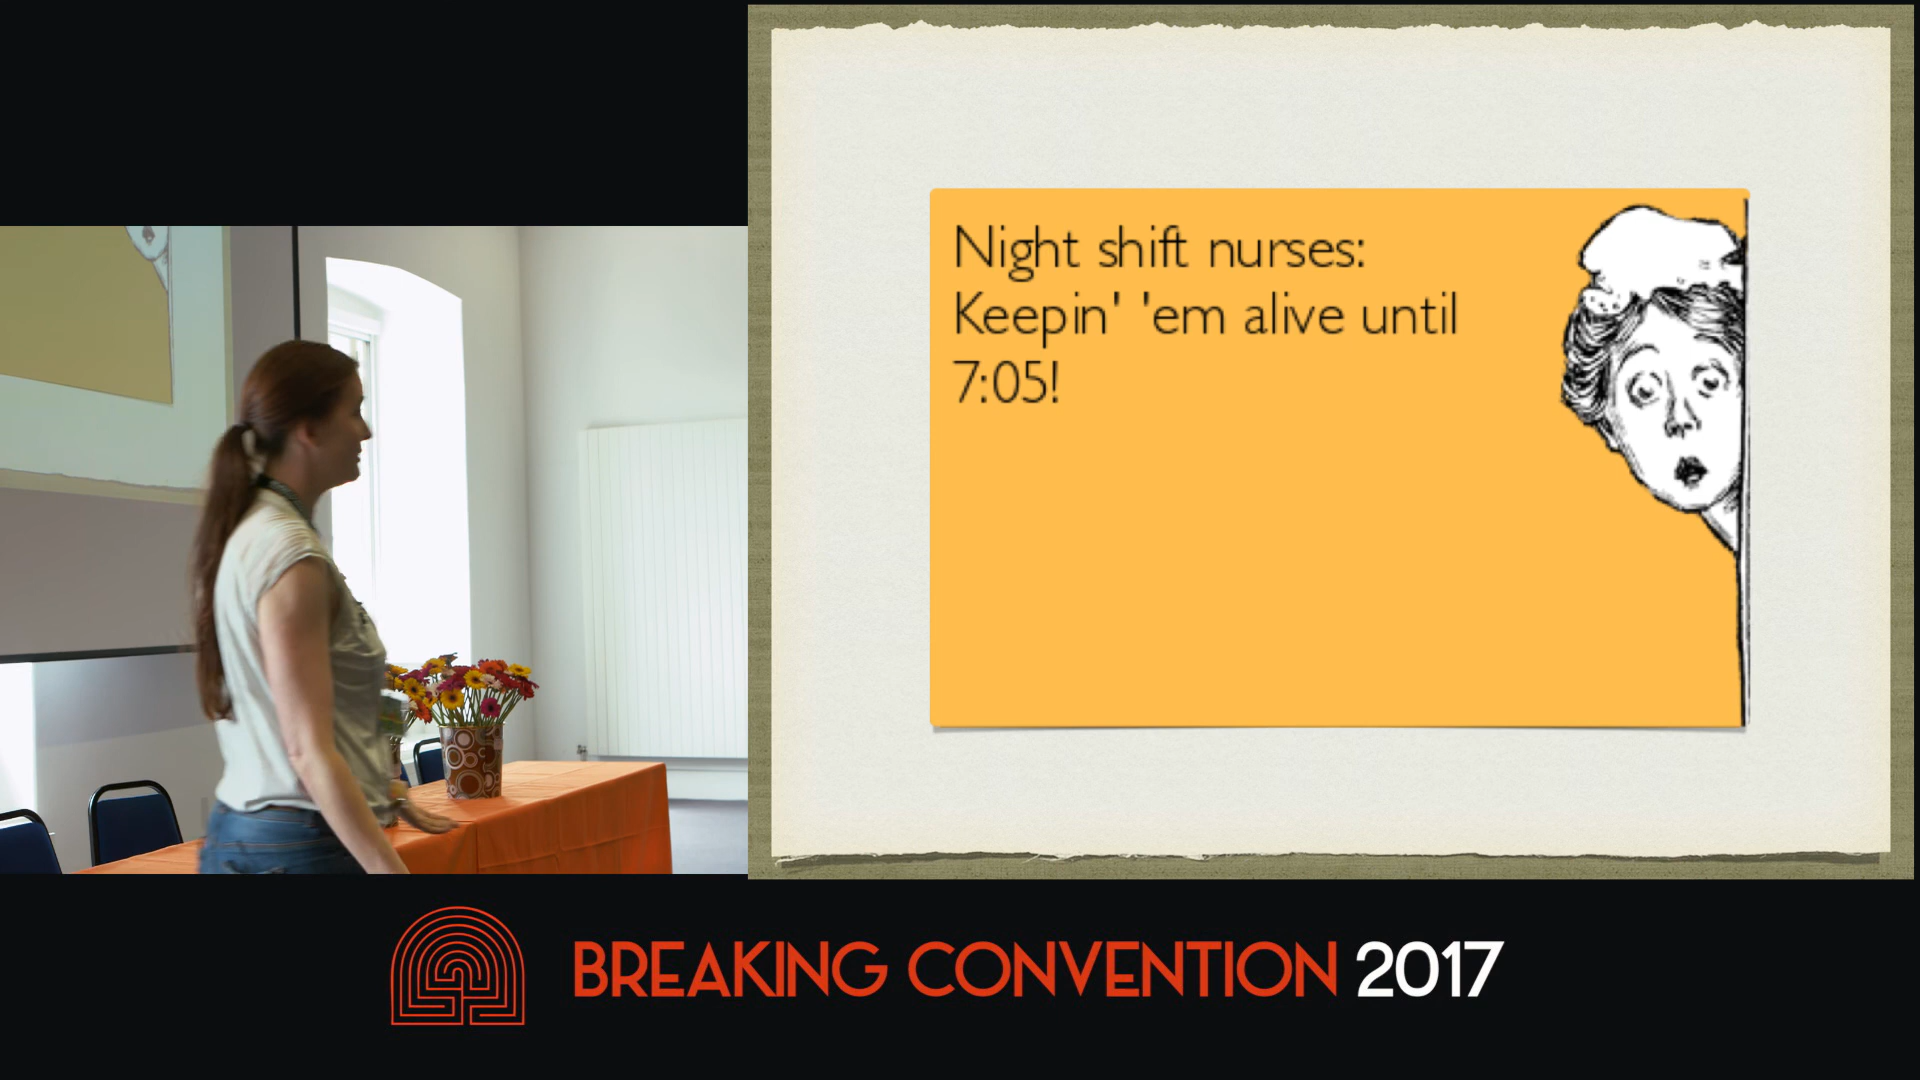 Night shift nurses:
Keepin' 'em alive until
7:05!
BREAKING CONVENTION 2017